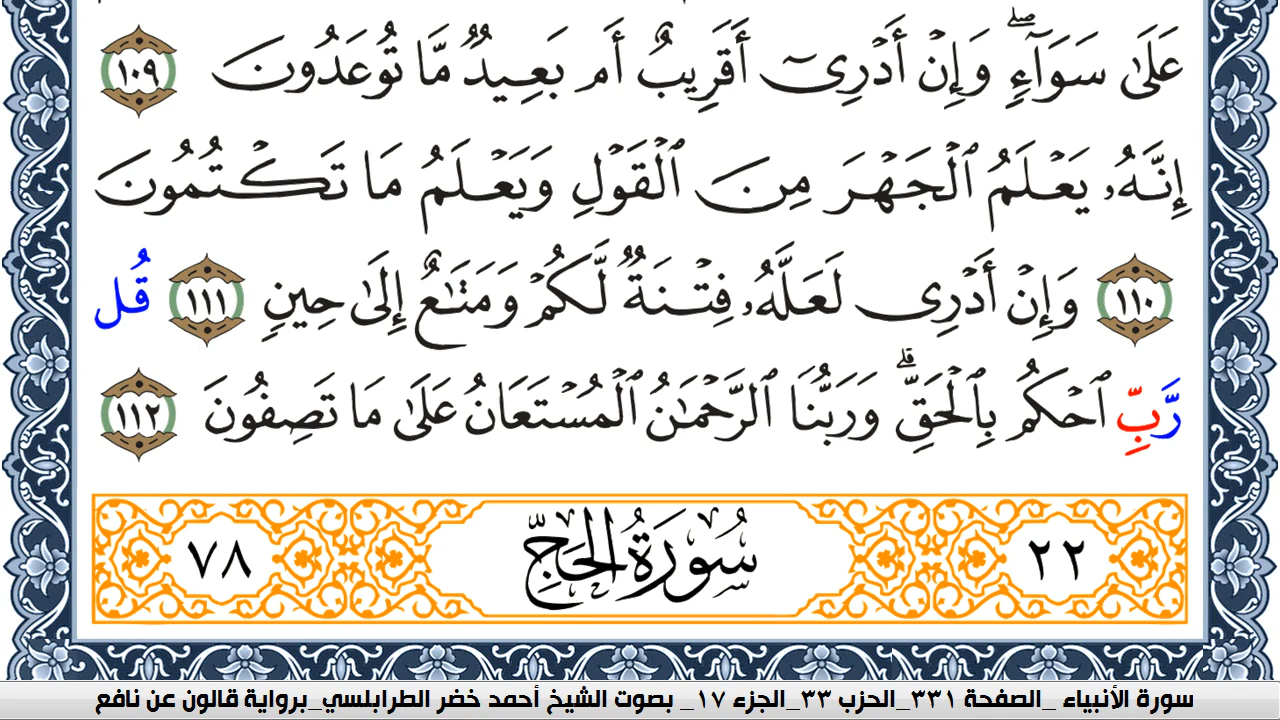 عَلَىٰ سَوَآءٍۖ وَإِنْ أَدْرِىٓ أَقَرِيبٌ أَم بَعِيدٌ مَّا تُوعَدُونَ ١٠٩
إِنَّهُۥ يَعْلَمُ ٱلْجَهْرَ مِنَ ٱلْقَوْلِ وَيَعْلَمُ مَا تَكْتُمُونَ
١١٠ وَإِنْ أَدْرِى لَعَلَّهُۥ فِتْنَةٌ لَّكُمْ وَمَتَٰعٌ إِلَىٰ حِينٍ ١١١ قُل
رَّبِّ ٱحْكُم بِٱلْحَقِّۗ وَرَبُّنَا ٱلرَّحْمَٰنُ ٱلْمُسْتَعَانُ عَلَىٰ مَا تَصِفُونَ ١١٢
٢٢ سُورَةُ الحَجِّ ٧٨
سورة الأنبياء _الصفحة ٣٣١_الحزب ٣٣_الجزء ١٧_ بصوت الشيخ أحمد خضر الطرابلسي_برواية قالون عن نافع